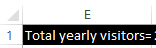 E
1 Total yearly visitors=